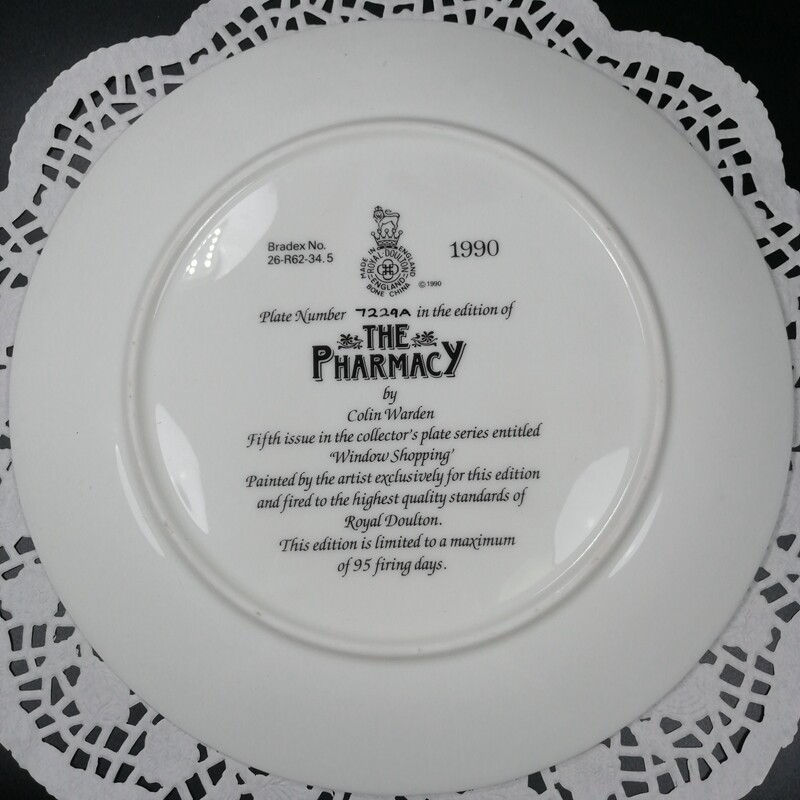 Bradex No.
26-R62-34.5
MADE IN ENGLAND
ROYAL DOULTON
ENGLAND
BONE CHINA
©1990
1990
Plate Number 7229A in the edition of
THE
PHARMACY
by
Colin Warden
Fifth issue in the collector's plate series entitled
'Window Shopping'
Painted by the artist exclusively for this edition
and fired to the highest quality standards of
Royal Doulton.
This edition is limited to a maximum
of 95 firing days.